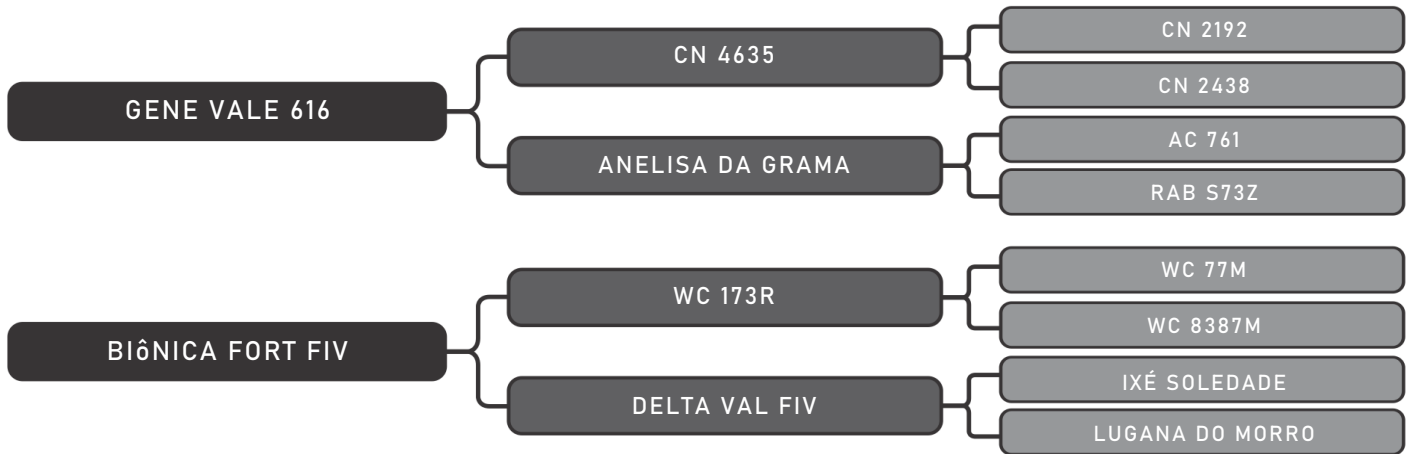 GENE VALE 616
CN 4635
CN 2192
CN 2438
ANELISA DA GRAMA
AC 761
RAB S73Z
BIôNICA FORT FIV
WC 173R
WC 77M
WC 8387M
DELTA VAL FIV
IXÉ SOLEDADE
LUGANA DO MORRO